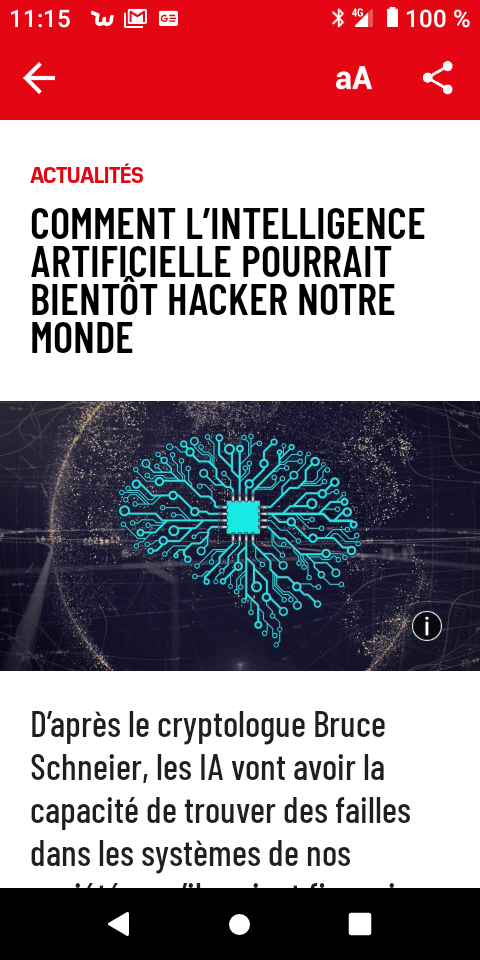 11:15
4G
100 %
aA
ACTUALITÉS
COMMENT L'INTELLIGENCE
ARTIFICIELLE POURRAIT
BIENTÔT HACKER NOTRE
MONDE
D'après le cryptologue Bruce
Schneier, les IA vont avoir la
capacité de trouver des failles
dans les systèmes de nos